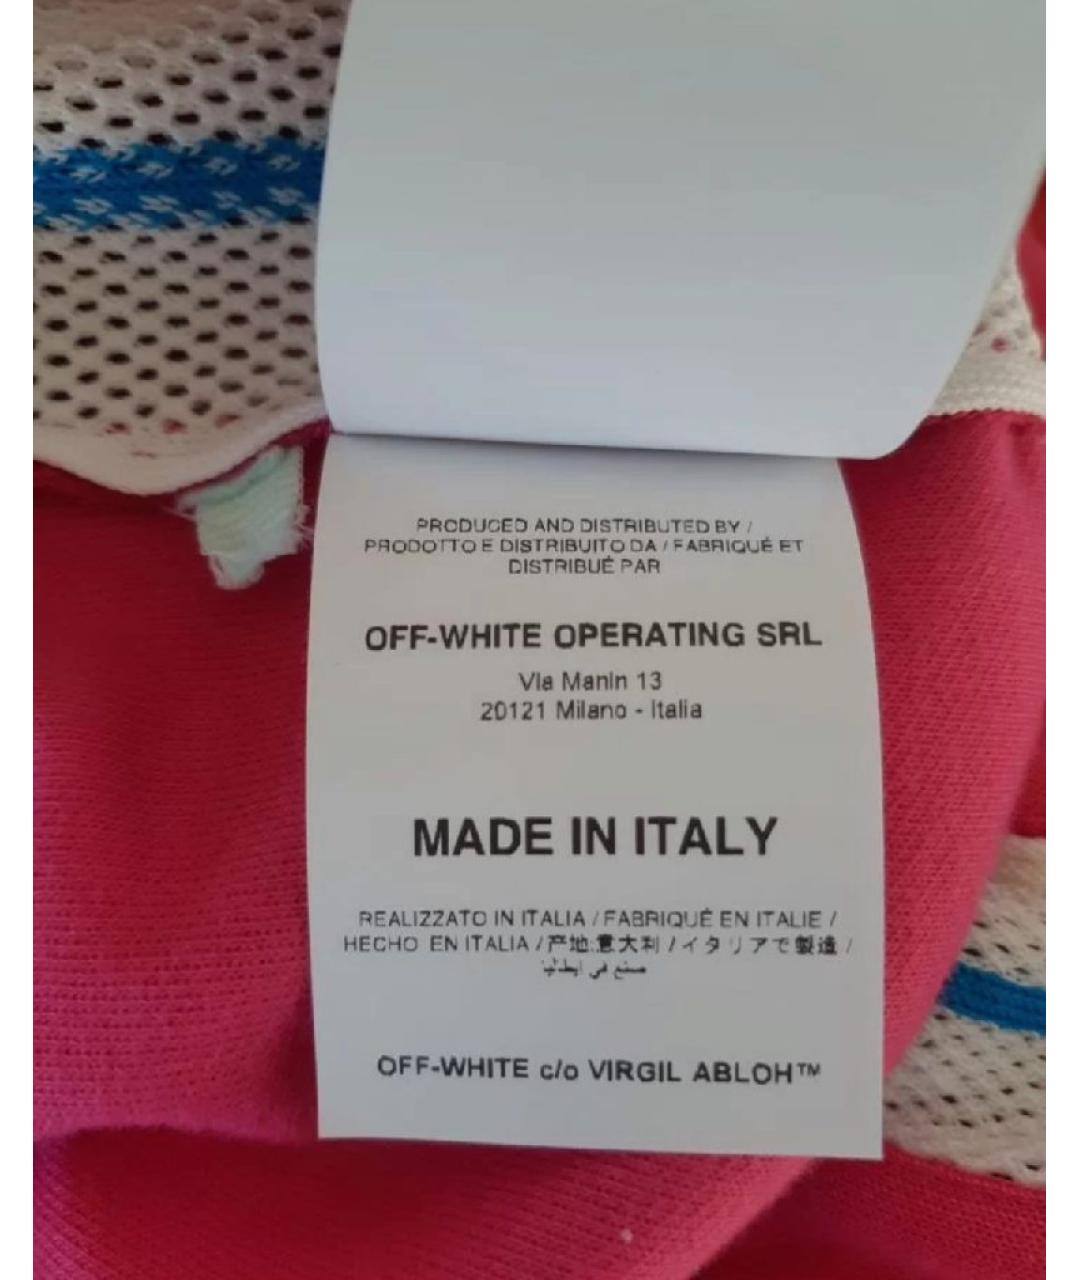 PRODUCED AND DISTRIBUTED BY /
PRODOTTO E DISTRIBUITO DA / FABRIQUÉ ET
DISTRIBUÉ PAR
OFF-WHITE OPERATING SRL
Via Manin 13
20121 Milano - Italia
MADE IN ITALY
REALIZZATO IN ITALIA / FABRIQUÉ EN ITALIE /
HECHO EN ITALIA / 产地:意大利 / イタリアで製造 /
صنع في إيطاليا
OFF-WHITE c/o VIRGIL ABLOH™